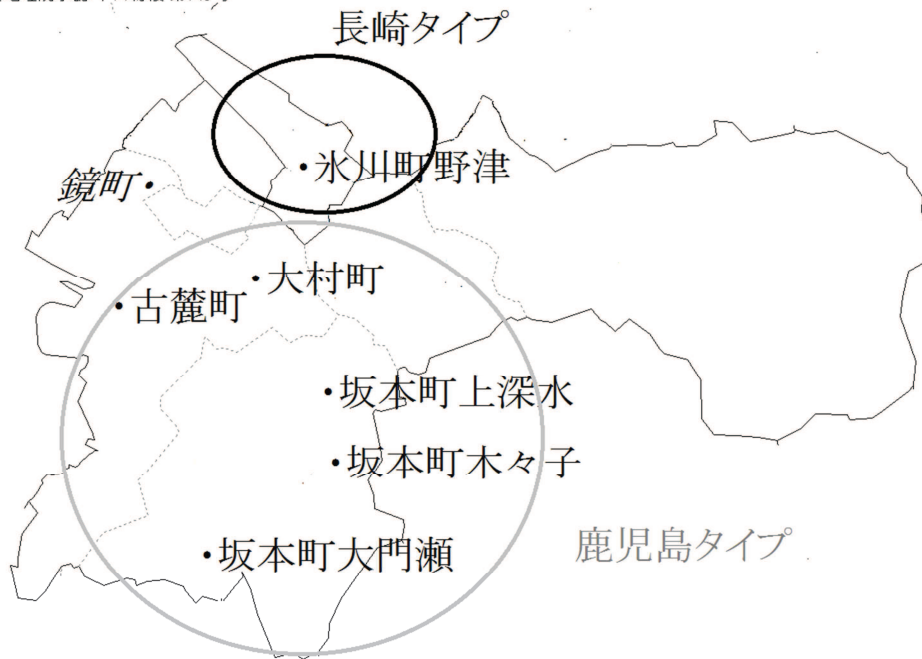 長崎タイプ
・氷川町野津
鏡町・
・大村町
・古麓町
・坂本町上深水
・坂本町木々子
・坂本町大門瀬
鹿児島タイプ